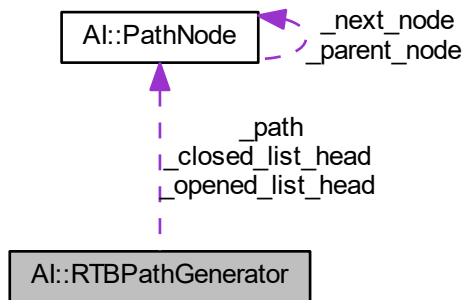 _next_node
_parent_node
AI::PathNode
_path
_closed_list_head
_opened_list_head
AI::RTBPathGenerator